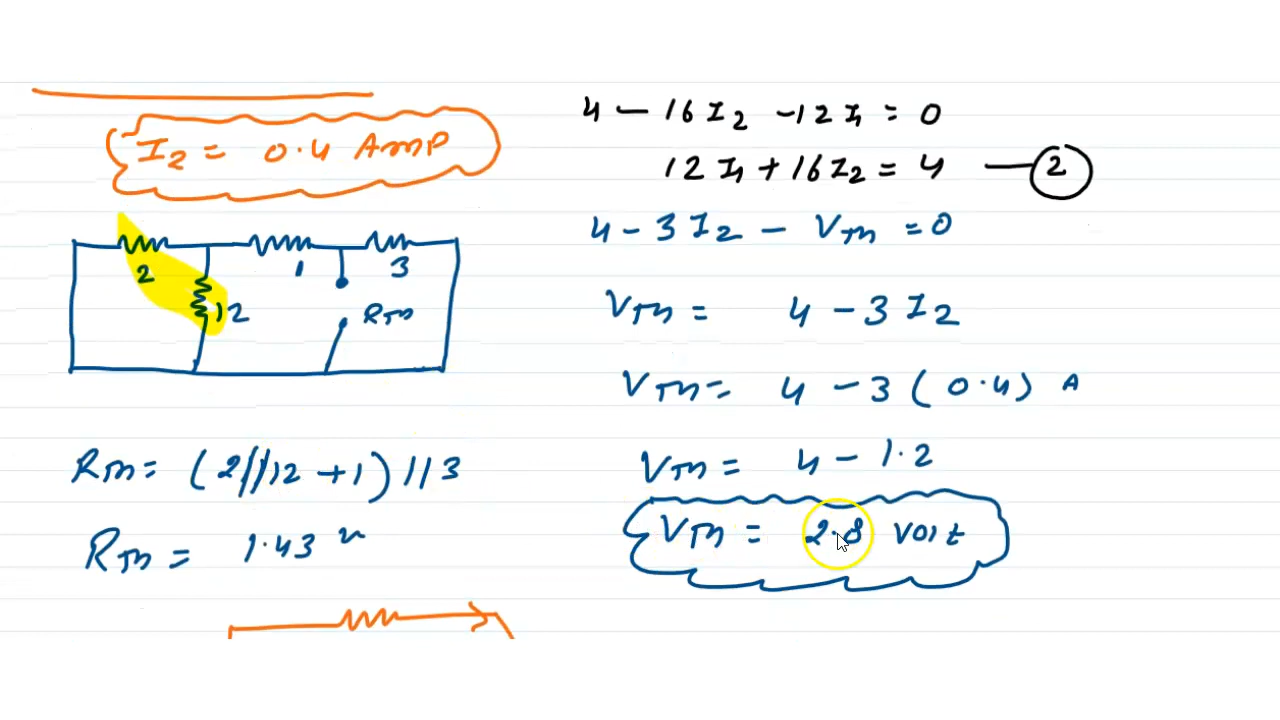 I2 = 0.4 Amp
2
1
3
12
RTh
RTh = (2//12 + 1) // 3
RTh = 1.43 Ω
4 - 16 I2 - 12 I1 = 0
12 I1 + 16 I2 = 4 — 2
4 - 3 I2 - VTh = 0
VTh = 4 - 3 I2
VTh = 4 - 3 (0.4) A
VTh = 4 - 1.2
VTh = 2.8 Volt